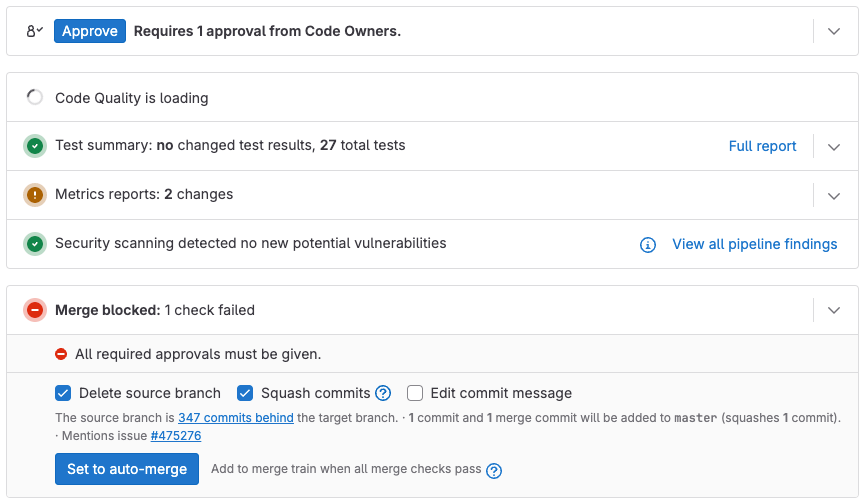 Approve Requires 1 approval from Code Owners.
Code Quality is loading
Test summary: no changed test results, 27 total tests Full report
Metrics reports: 2 changes
Security scanning detected no new potential vulnerabilities View all pipeline findings
Merge blocked: 1 check failed
All required approvals must be given.
Delete source branch Squash commits Edit commit message
The source branch is 347 commits behind the target branch. · 1 commit and 1 merge commit will be added to master (squashes 1 commit).
· Mentions issue #475276
Set to auto-merge Add to merge train when all merge checks pass